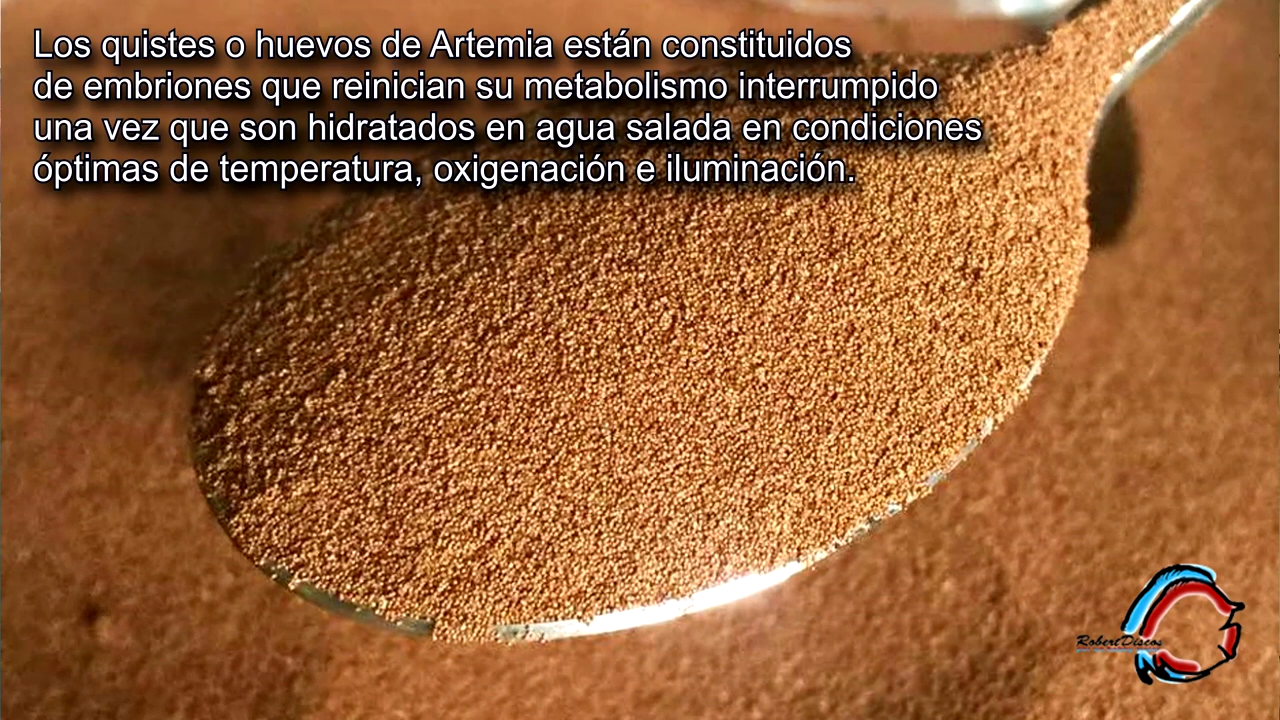 Los quistes o huevos de Artemia están constituidos
de embriones que reinician su metabolismo interrumpido
una vez que son hidratados en agua salada en condiciones
óptimas de temperatura, oxigenación e iluminación.
RobertDiscos